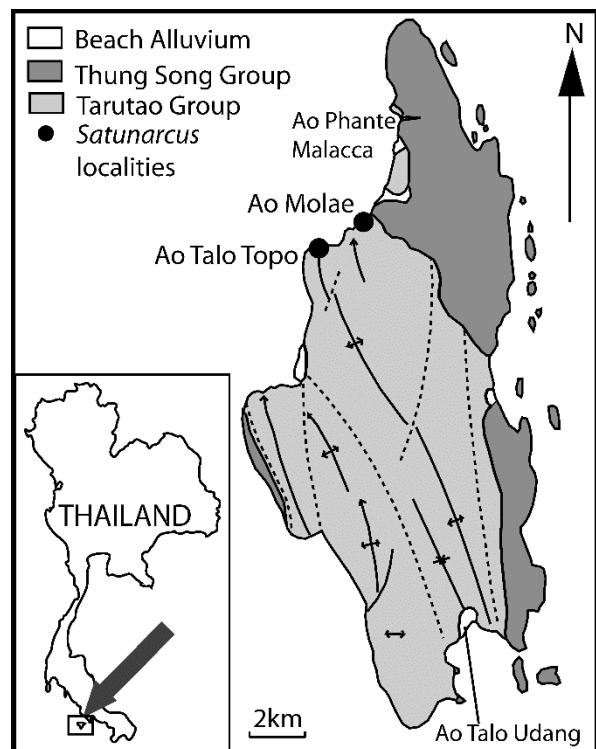 Beach Alluvium
Thung Song Group
Tarutao Group
Satunarcus
localities
N
Ao Phante
Malacca
Ao Molae
Ao Talo Topo
THAILAND
2km
Ao Talo Udang